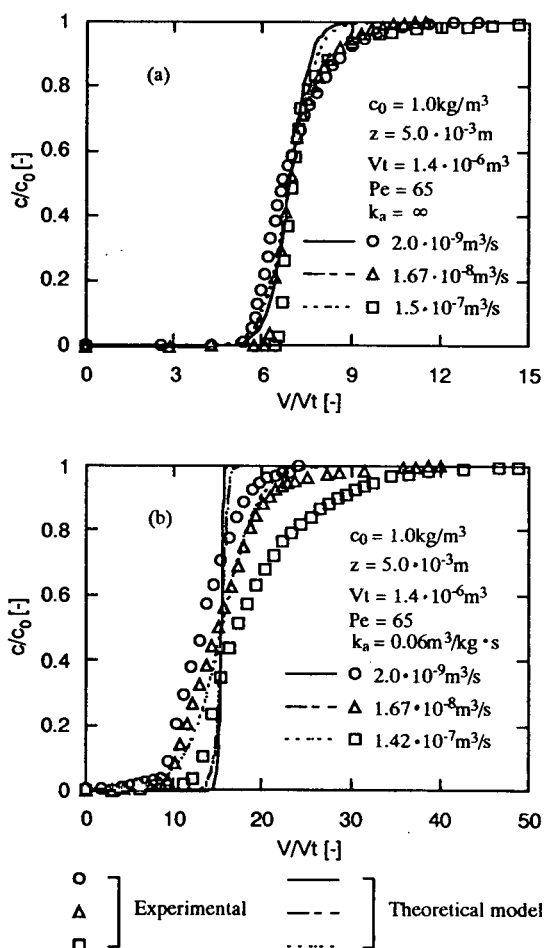 1
0.8
0.6
0.4
0.2
0
c/c₀ [-]
(a)
c₀ = 1.0kg/m³
z = 5.0・10⁻³m
Vt = 1.4・10⁻⁶m³
Pe = 65
kₐ = ∞
2.0・10⁻⁹m³/s
1.67・10⁻⁸m³/s
1.5・10⁻⁷m³/s
0 3 6 9 12 15
V/Vt [-]
1
0.8
0.6
0.4
0.2
0
c/c₀ [-]
(b)
c₀ = 1.0kg/m³
z = 5.0・10⁻³m
Vt = 1.4・10⁻⁶m³
Pe = 65
kₐ = 0.06m³/kg・s
2.0・10⁻⁹m³/s
1.67・10⁻⁸m³/s
1.42・10⁻⁷m³/s
0 10 20 30 40 50
V/Vt [-]
Experimental
Theoretical model